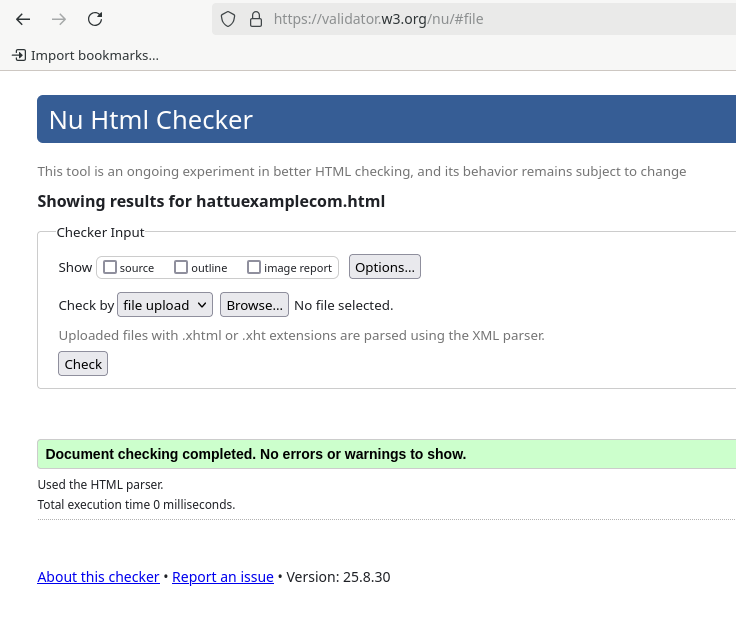 https://validator.w3.org/nu/#file
Import bookmarks...
Nu Html Checker
This tool is an ongoing experiment in better HTML checking, and its behavior remains subject to change
Showing results for hattuexamplecom.html
Checker Input
Show source outline image report Options...
Check by file upload Browse... No file selected.
Uploaded files with .xhtml or .xht extensions are parsed using the XML parser.
Check
Document checking completed. No errors or warnings to show.
Used the HTML parser.
Total execution time 0 milliseconds.
About this checker • Report an issue • Version: 25.8.30